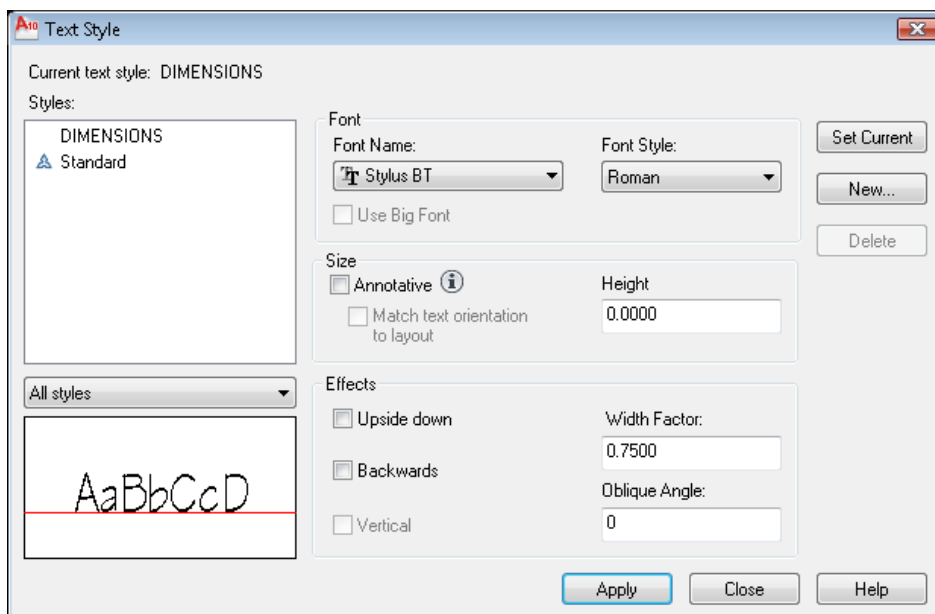 A10 Text Style
Current text style: DIMENSIONS
Styles:
DIMENSIONS
Standard
All styles
AaBbCcD
Font
Font Name:
Font Style:
Stylus BT
Roman
Use Big Font
Size
Annotative
Height
Match text orientation
to layout
0.0000
Effects
Upside down
Width Factor:
0.7500
Backwards
Oblique Angle:
Vertical
0
Set Current
New...
Delete
Apply
Close
Help